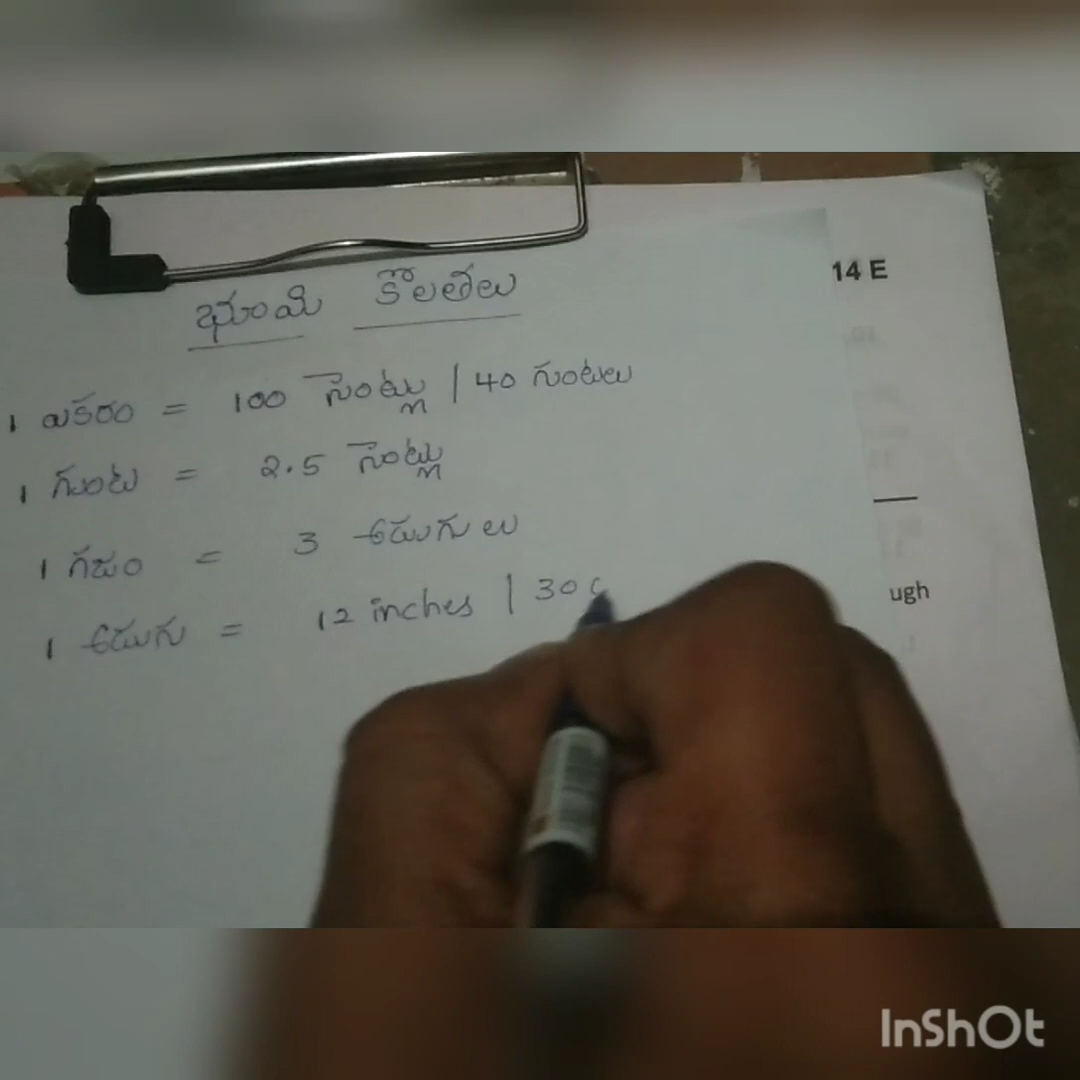 భూమి కొలతలు
1 ఎకరం = 100 సెంట్లు | 40 గుంటలు
1 గుంట = 2.5 సెంట్లు
1 గజం = 3 అడుగులు
1 అడుగు = 12 inches | 30 c
14 E
ugh
InShOt